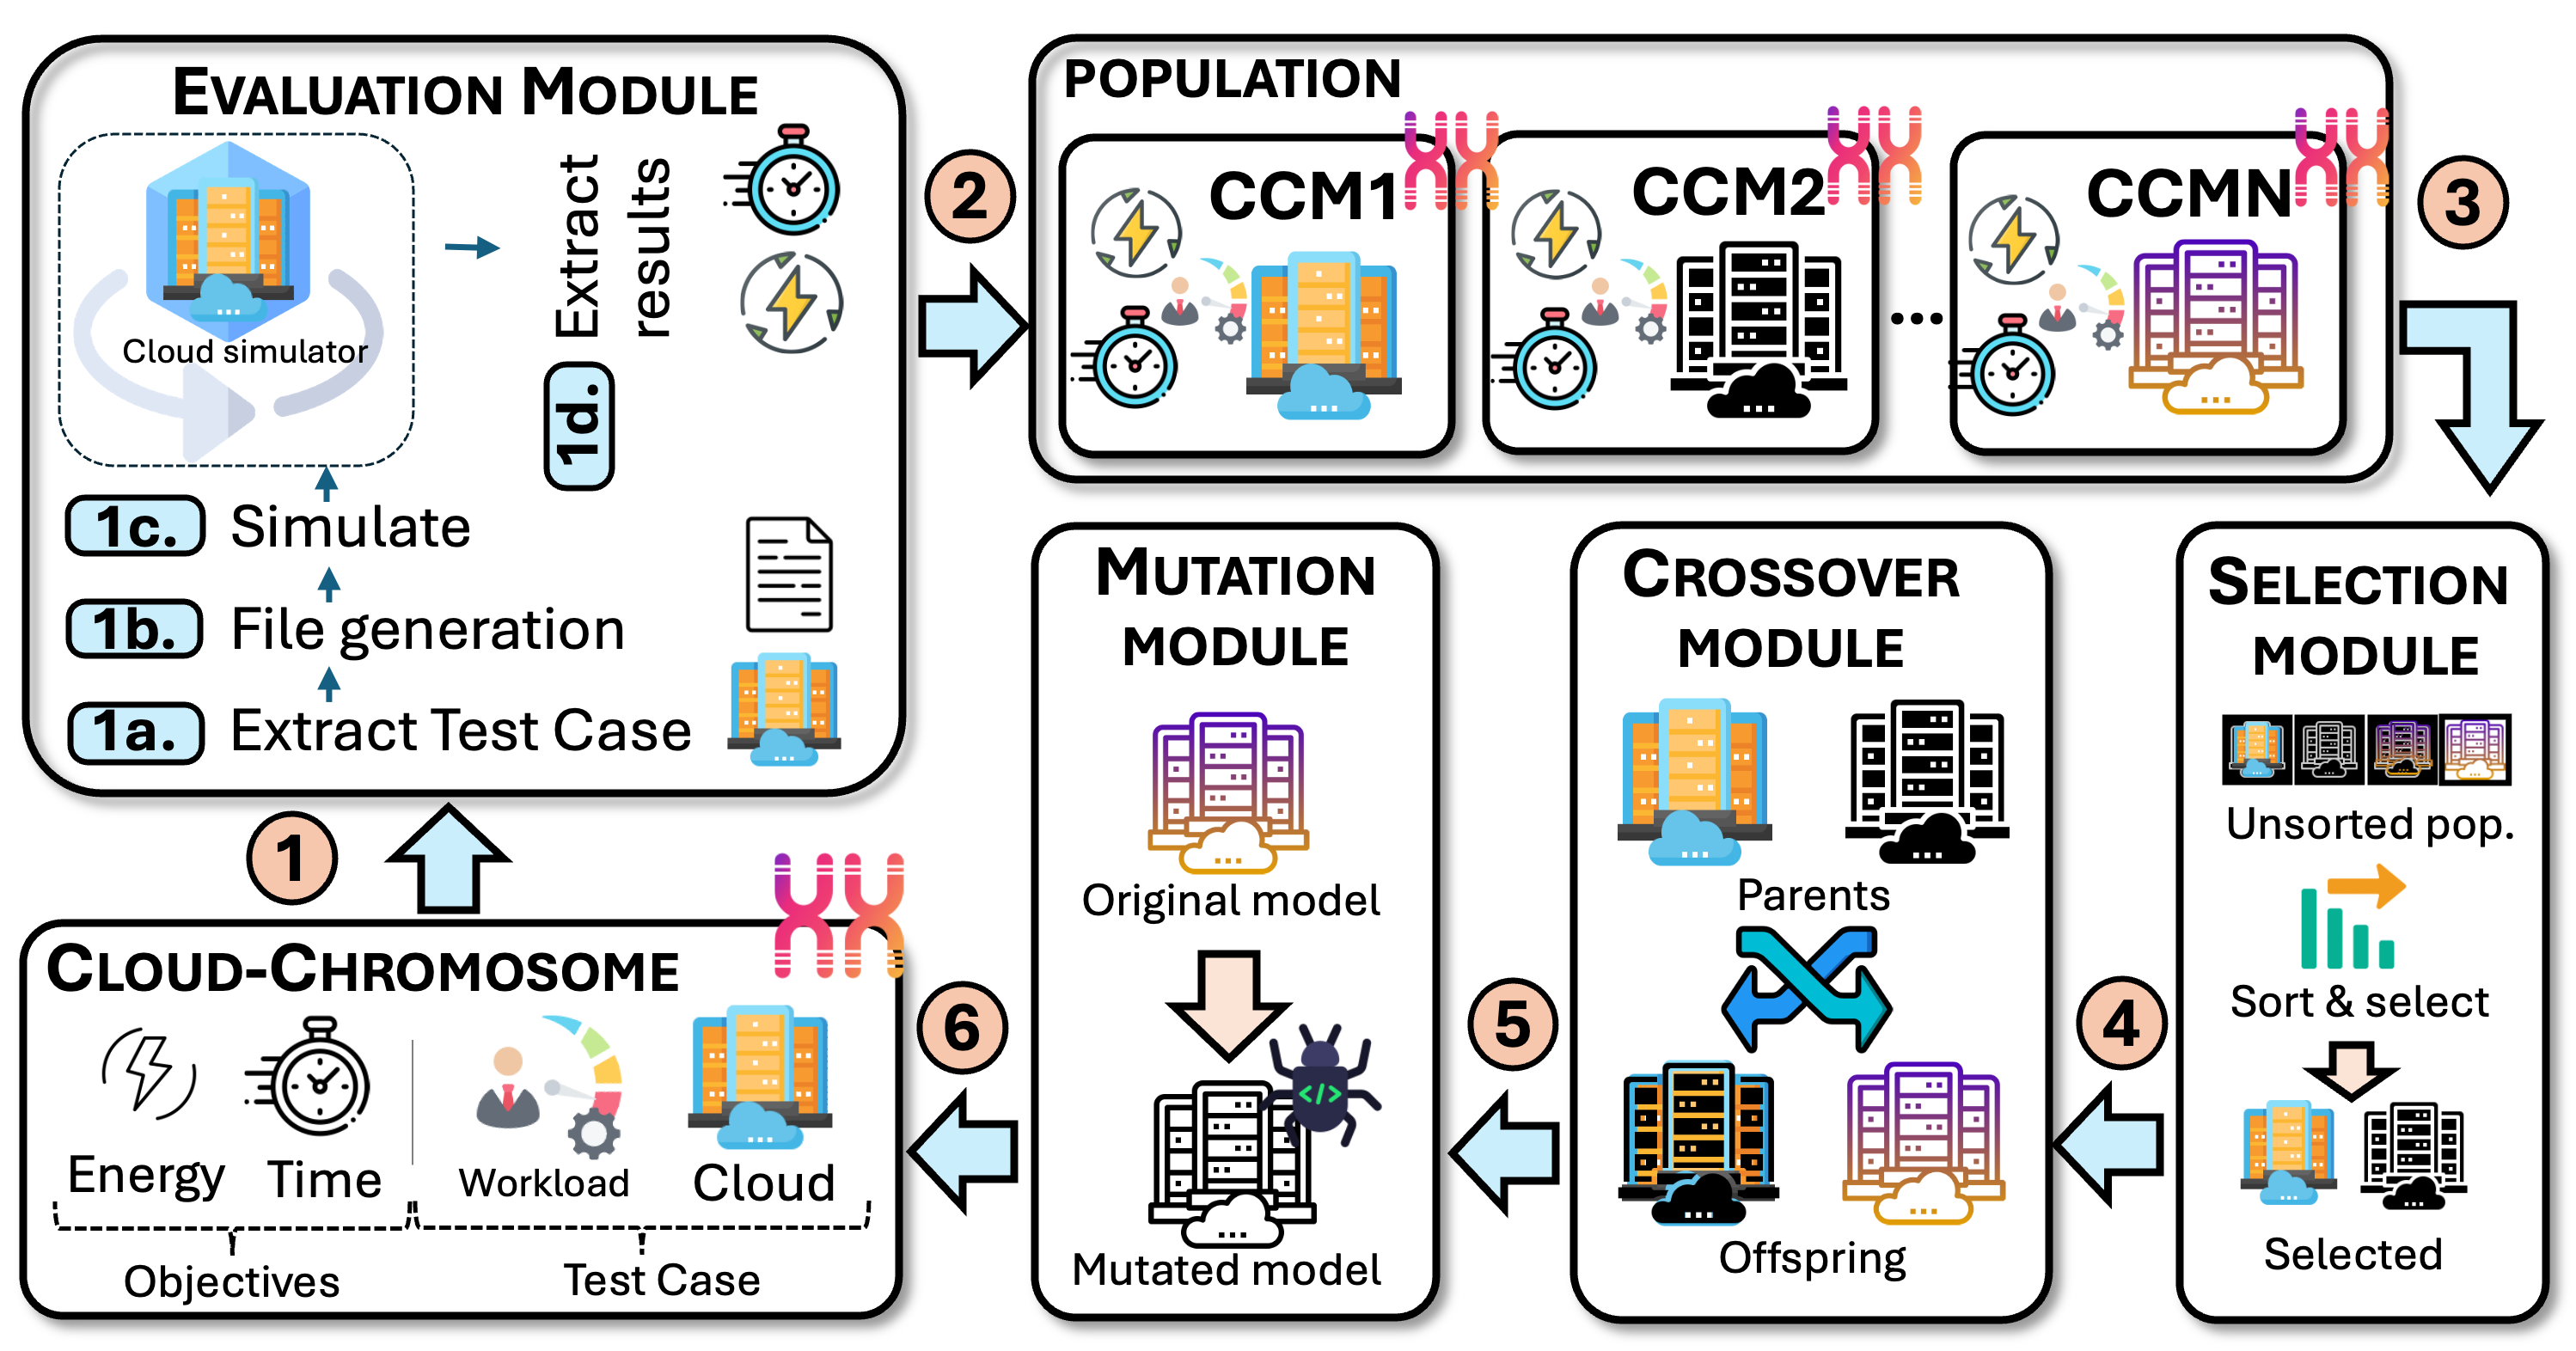 EVALUATION MODULE
Cloud simulator
Extract
results
1d.
1c. Simulate
1b. File generation
1a. Extract Test Case
2
POPULATION
CCM1
CCM2
...
CCMN
3
SELECTION
MODULE
Unsorted pop.
Sort & select
Selected
4
CROSSOVER
MODULE
Parents
Offspring
5
MUTATION
MODULE
Original model
</>
Mutated model
6
CLOUD-CHROMOSOME
Energy Time Workload Cloud
Objectives Test Case
1